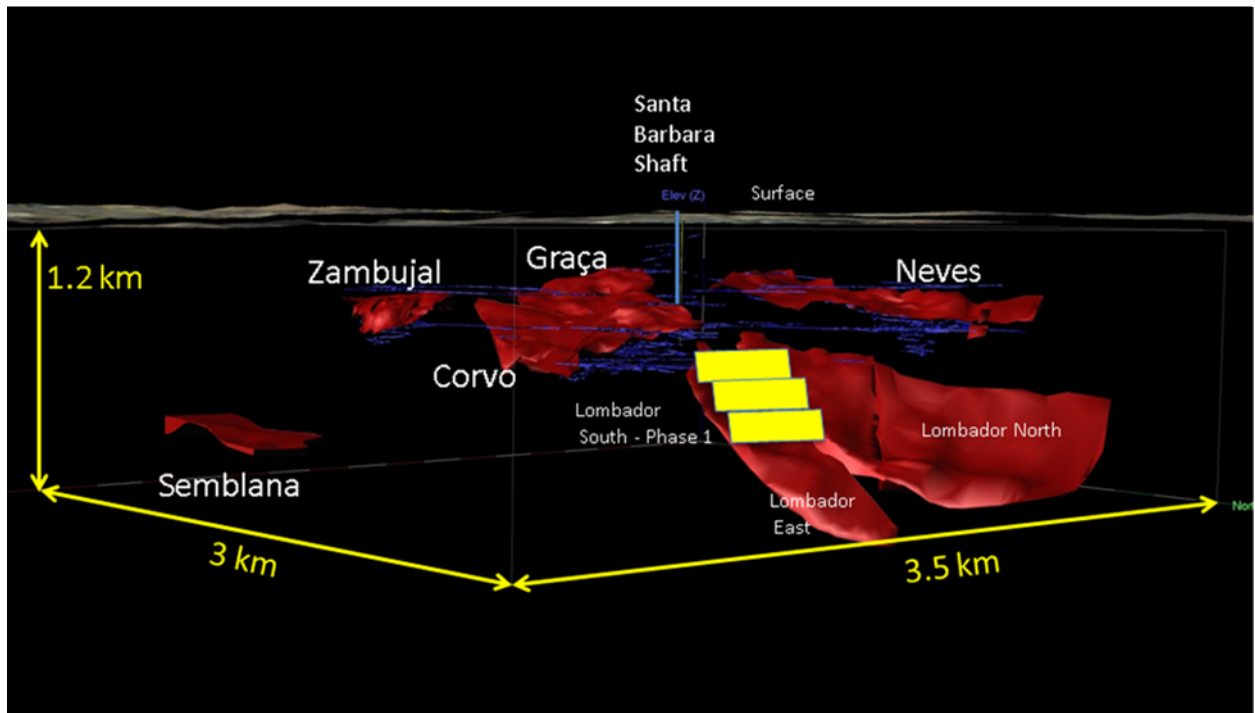 Santa
Barbara
Shaft
Elev (Z)
Surface
Graça
Zambujal
Neves
1.2 km
Corvo
Lombador
South - Phase 1
Lombador North
Semblana
Lombador
East
Nor
3 km
3.5 km